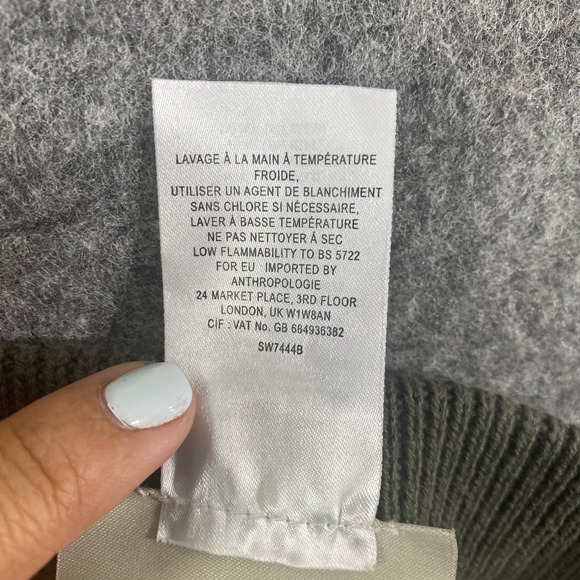 LAVAGE À LA MAIN À TEMPÉRATURE
FROIDE,
UTILISER UN AGENT DE BLANCHIMENT
SANS CHLORE SI NÉCESSAIRE,
LAVER À BASSE TEMPÉRATURE
NE PAS NETTOYER Á SEC
LOW FLAMMABILITY TO BS 5722
FOR EU IMPORTED BY
ANTHROPOLOGIE
24 MARKET PLACE, 3RD FLOOR
LONDON, UK W1W8AN
CIF : VAT No. GB 684936382
SW7444B